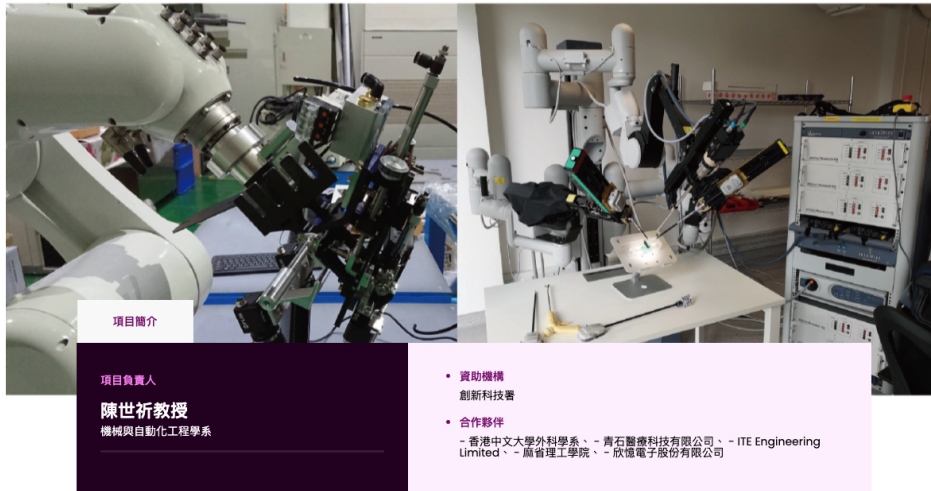 項目簡介
項目負責人
陳世祈教授
機械與自動化工程學系
• 資助機構
創新科技署
• 合作夥伴
- 香港中文大學外科學系、 - 青石醫療科技有限公司、 - ITE Engineering
Limited、 - 麻省理工學院、 - 欣憶電子股份有限公司